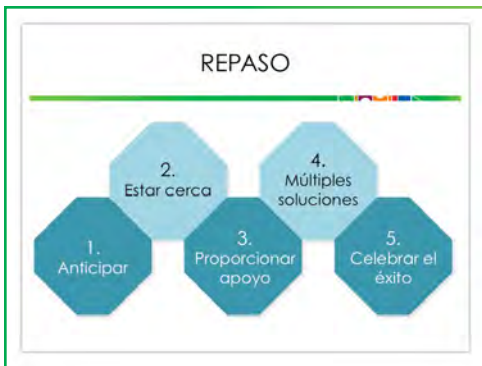 REPASO
1.
Anticipar
2.
Estar cerca
3.
Proporcionar
apoyo
4.
Múltiples
soluciones
5.
Celebrar el
éxito